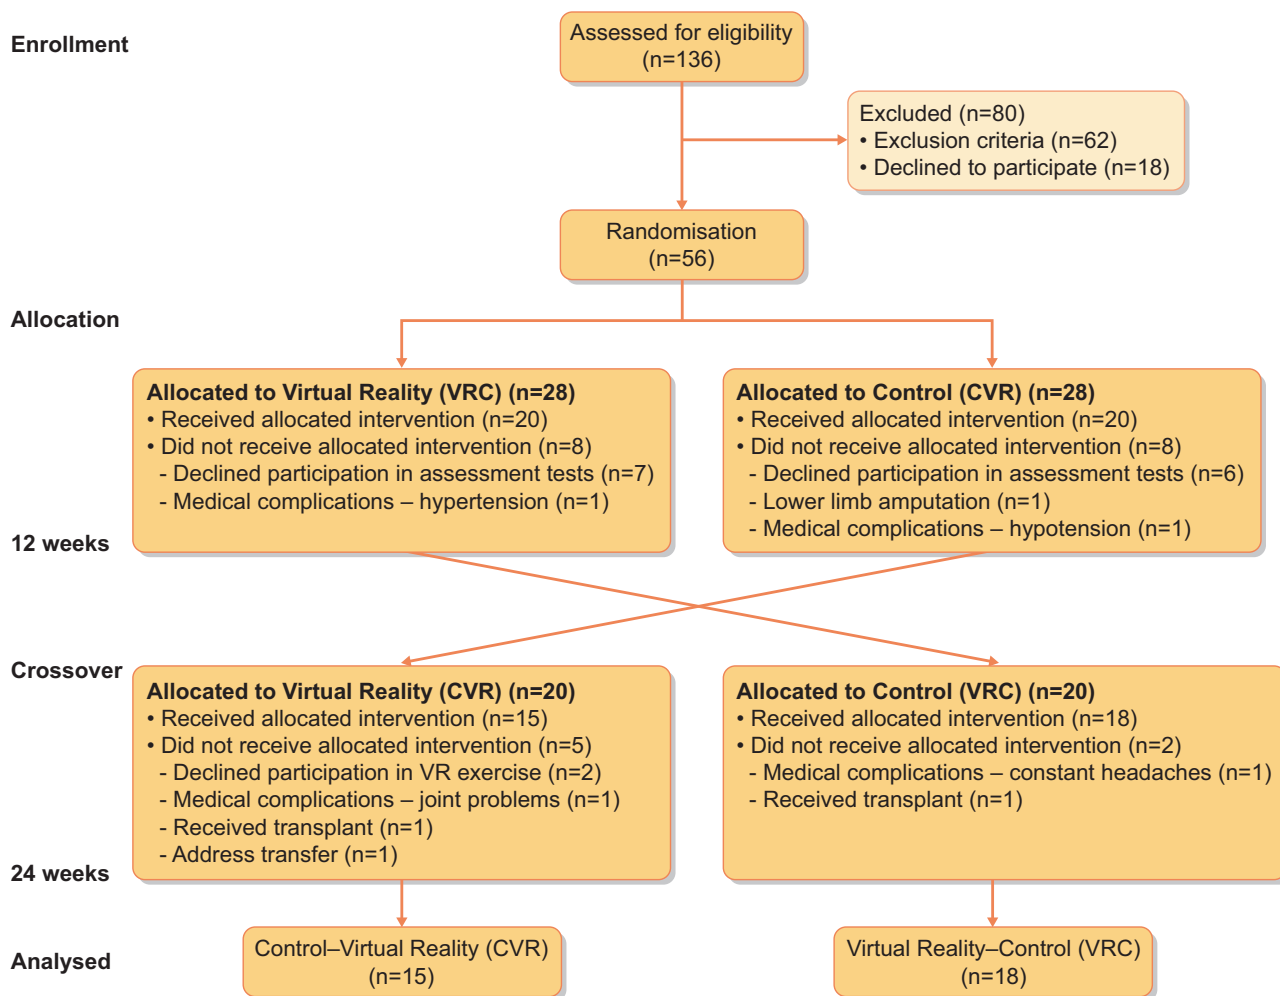 Enrollment
Assessed for eligibility
(n=136)
Excluded (n=80)
• Exclusion criteria (n=62)
• Declined to participate (n=18)
Randomisation
(n=56)
Allocation
Allocated to Virtual Reality (VRC) (n=28)
• Received allocated intervention (n=20)
• Did not receive allocated intervention (n=8)
- Declined participation in assessment tests (n=7)
- Medical complications – hypertension (n=1)
Allocated to Control (CVR) (n=28)
• Received allocated intervention (n=20)
• Did not receive allocated intervention (n=8)
- Declined participation in assessment tests (n=6)
- Lower limb amputation (n=1)
- Medical complications – hypotension (n=1)
12 weeks
Crossover
Allocated to Virtual Reality (CVR) (n=20)
• Received allocated intervention (n=15)
• Did not receive allocated intervention (n=5)
- Declined participation in VR exercise (n=2)
- Medical complications – joint problems (n=1)
- Received transplant (n=1)
- Address transfer (n=1)
Allocated to Control (VRC) (n=20)
• Received allocated intervention (n=18)
• Did not receive allocated intervention (n=2)
- Medical complications – constant headaches (n=1)
- Received transplant (n=1)
24 weeks
Analysed
Control–Virtual Reality (CVR)
(n=15)
Virtual Reality–Control (VRC)
(n=18)